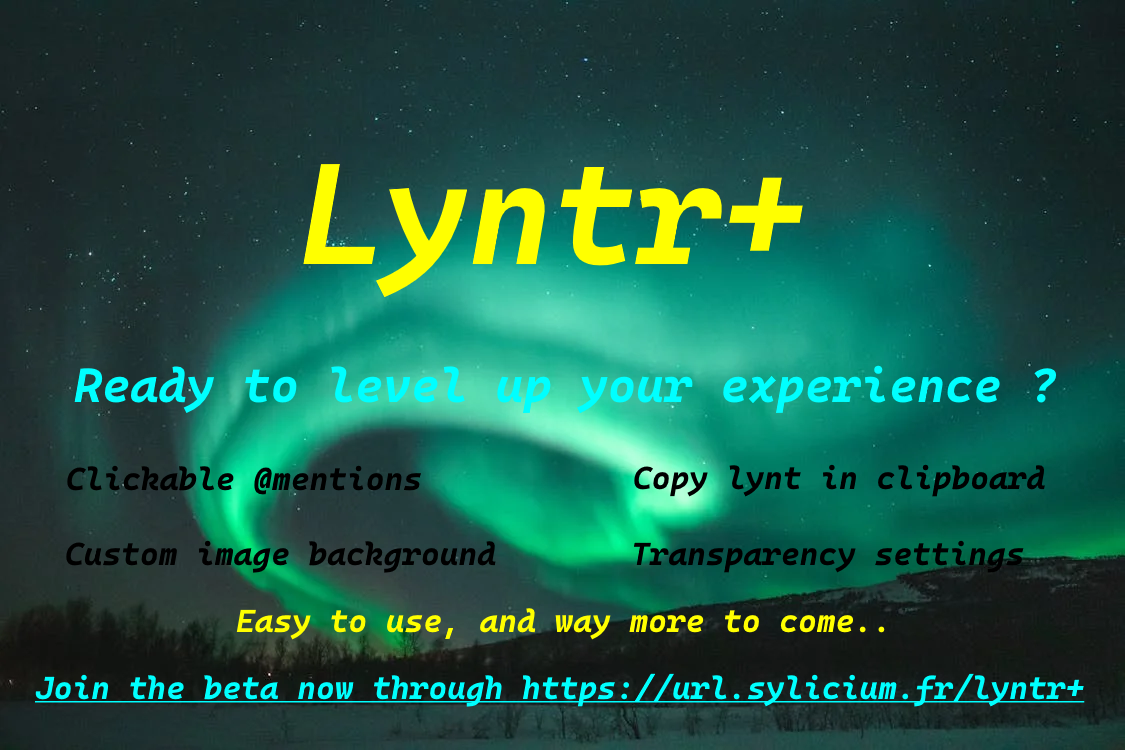 Lyntr+
Ready to level up your experience ?
Clickable @mentions
Copy lynt in clipboard
Custom image background
Transparency settings
Easy to use, and way more to come..
Join the beta now through https://url.sylicium.fr/lyntr+